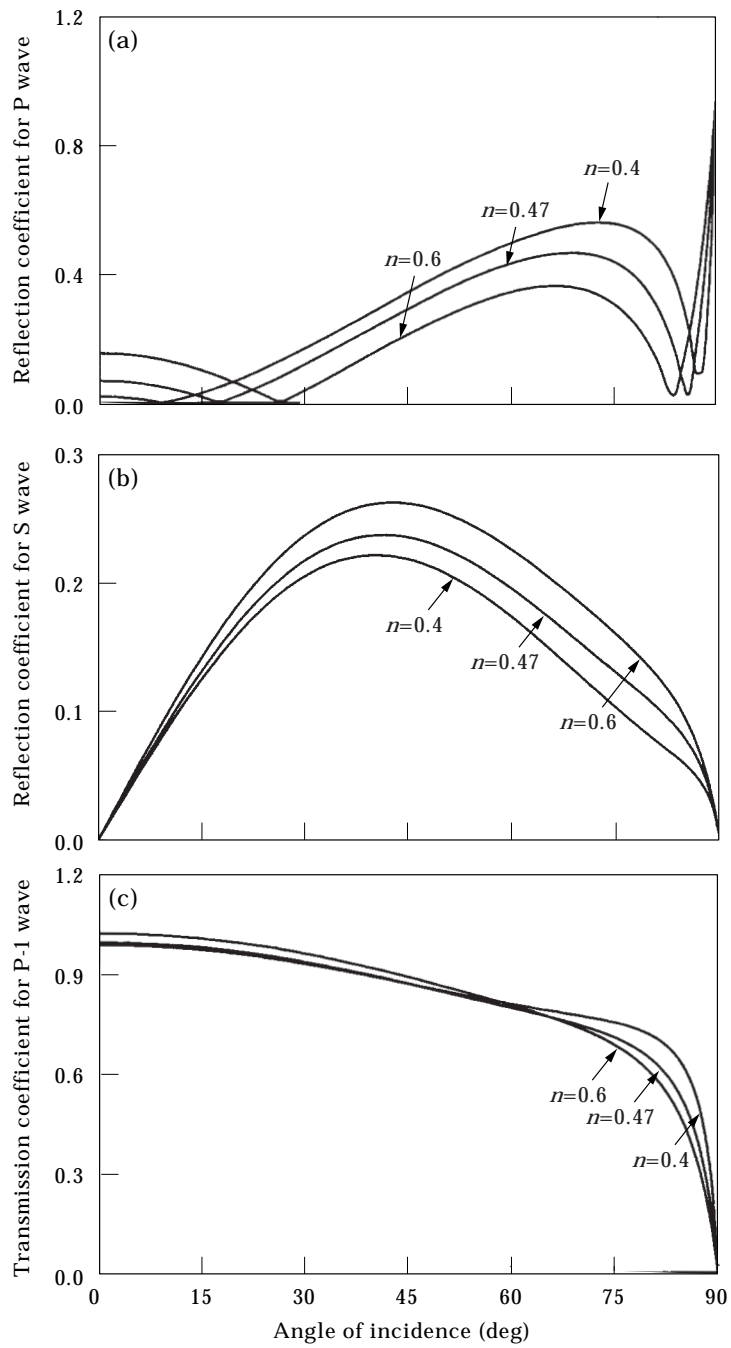 (a)
Reflection coefficient for P wave
1.2
0.8
0.4
0.0
n=0.4
n=0.47
n=0.6
(b)
Reflection coefficient for S wave
0.3
0.2
0.1
0.0
n=0.4
n=0.47
n=0.6
(c)
Transmission coefficient for P-1 wave
1.2
0.9
0.6
0.3
0.0
n=0.6
n=0.47
n=0.4
0 15 30 45 60 75 90
Angle of incidence (deg)